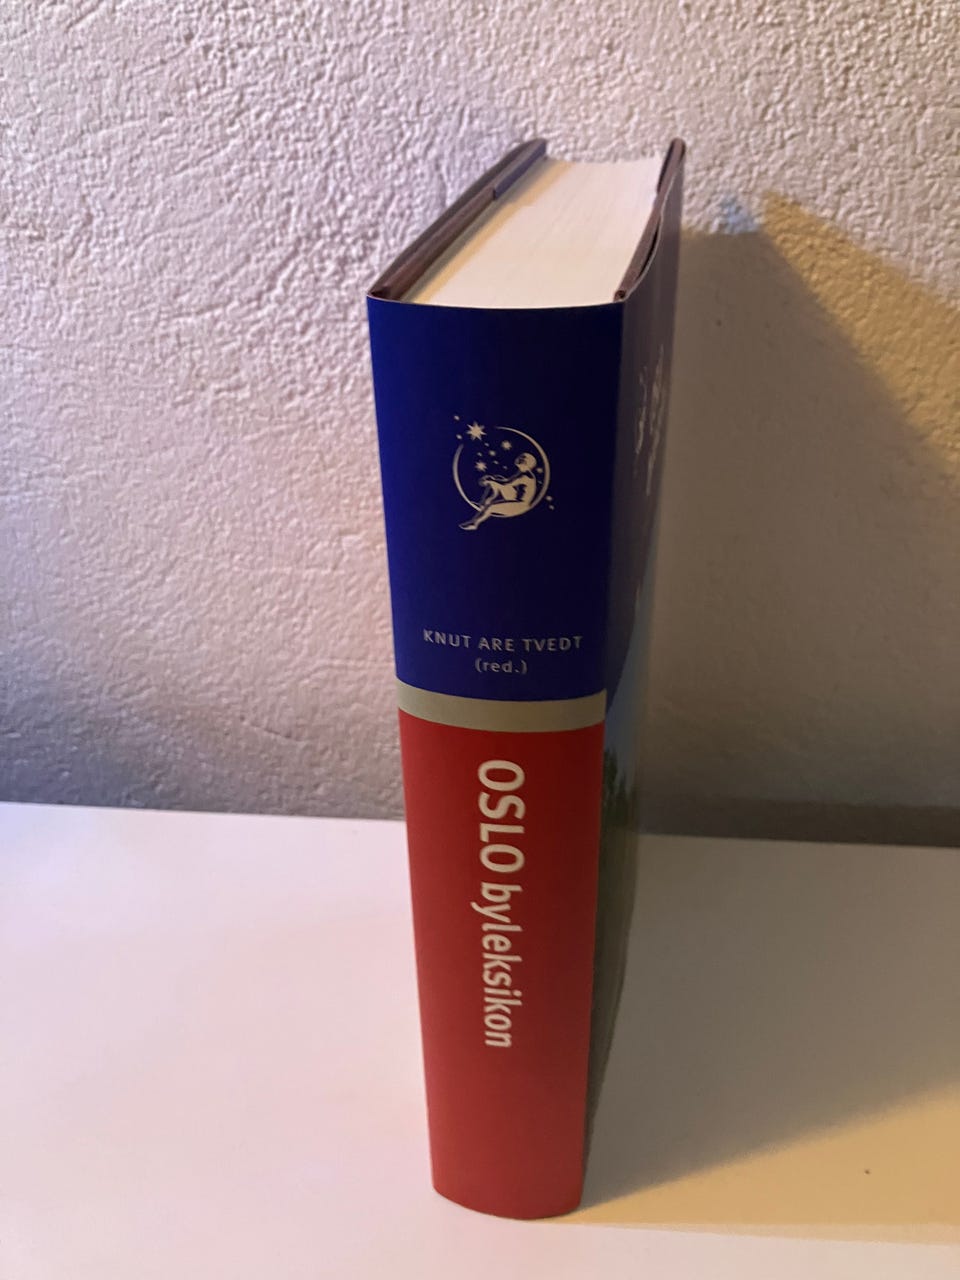 KNUT ARE TVEDT
(red.)
OSLO byleksikon